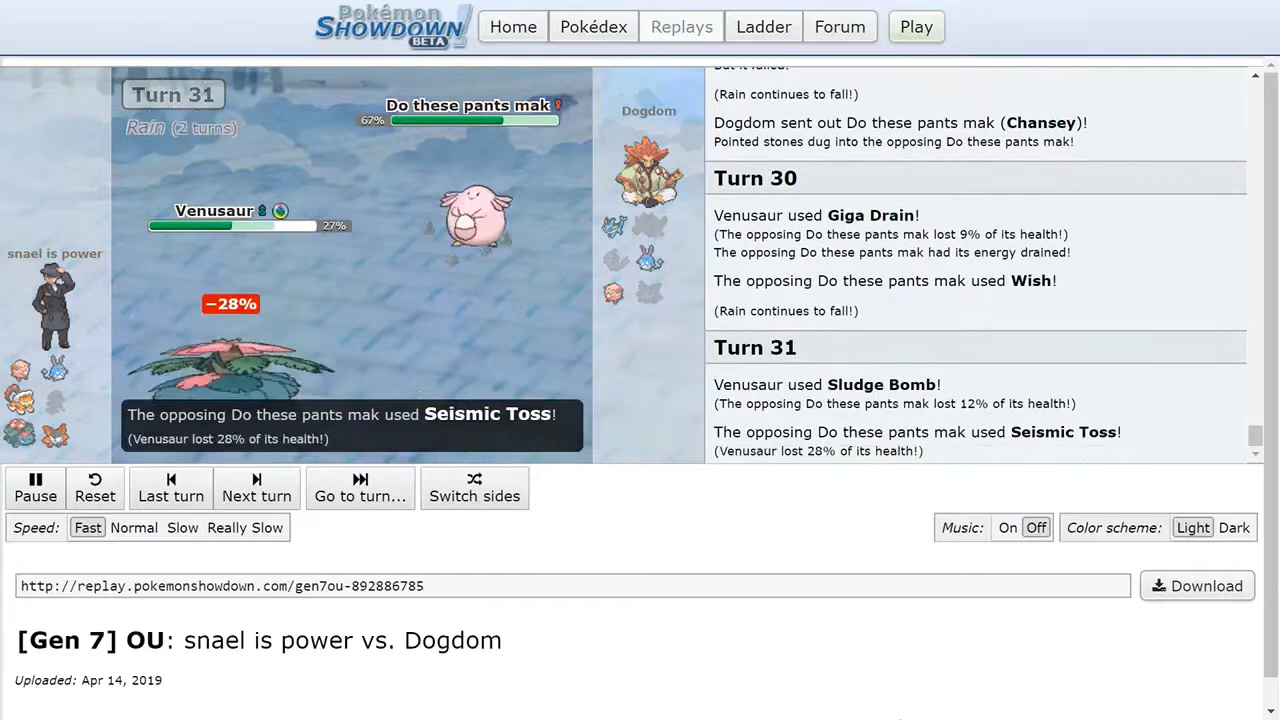 Pokémon
SHOWDOWN!
BETA
Home
Pokédex
Replays
Ladder
Forum
Play
Turn 31
Rain (2 turns)
Do these pants mak
67%
Venusaur
27%
−28%
The opposing Do these pants mak used Seismic Toss!
(Venusaur lost 28% of its health!)
snael is power
Dogdom
(Rain continues to fall!)
Dogdom sent out Do these pants mak (Chansey)!
Pointed stones dug into the opposing Do these pants mak!
Turn 30
Venusaur used Giga Drain!
(The opposing Do these pants mak lost 9% of its health!)
The opposing Do these pants mak had its energy drained!
The opposing Do these pants mak used Wish!
(Rain continues to fall!)
Turn 31
Venusaur used Sludge Bomb!
(The opposing Do these pants mak lost 12% of its health!)
The opposing Do these pants mak used Seismic Toss!
(Venusaur lost 28% of its health!)
Pause
Reset
Last turn
Next turn
Go to turn...
Switch sides
Speed: Fast Normal Slow Really Slow
Music: On Off
Color scheme: Light Dark
http://replay.pokemonshowdown.com/gen7ou-892886785
Download
[Gen 7] OU: snael is power vs. Dogdom
Uploaded: Apr 14, 2019